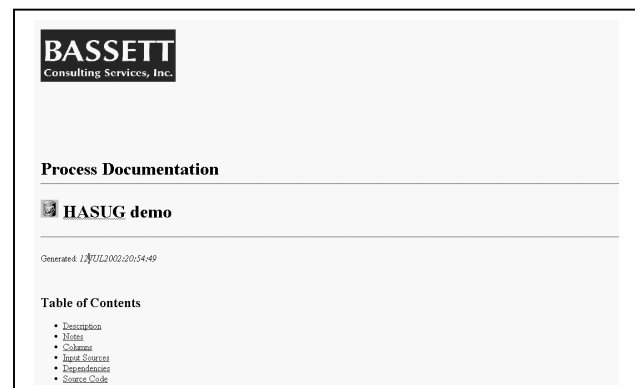 BASSETT
Consulting Services, Inc.
Process Documentation
HASUG demo
Generated: 12JUL2002:20:54:49
Table of Contents
• Description
• Notes
• Columns
• Input Sources
• Dependencies
• Source Code